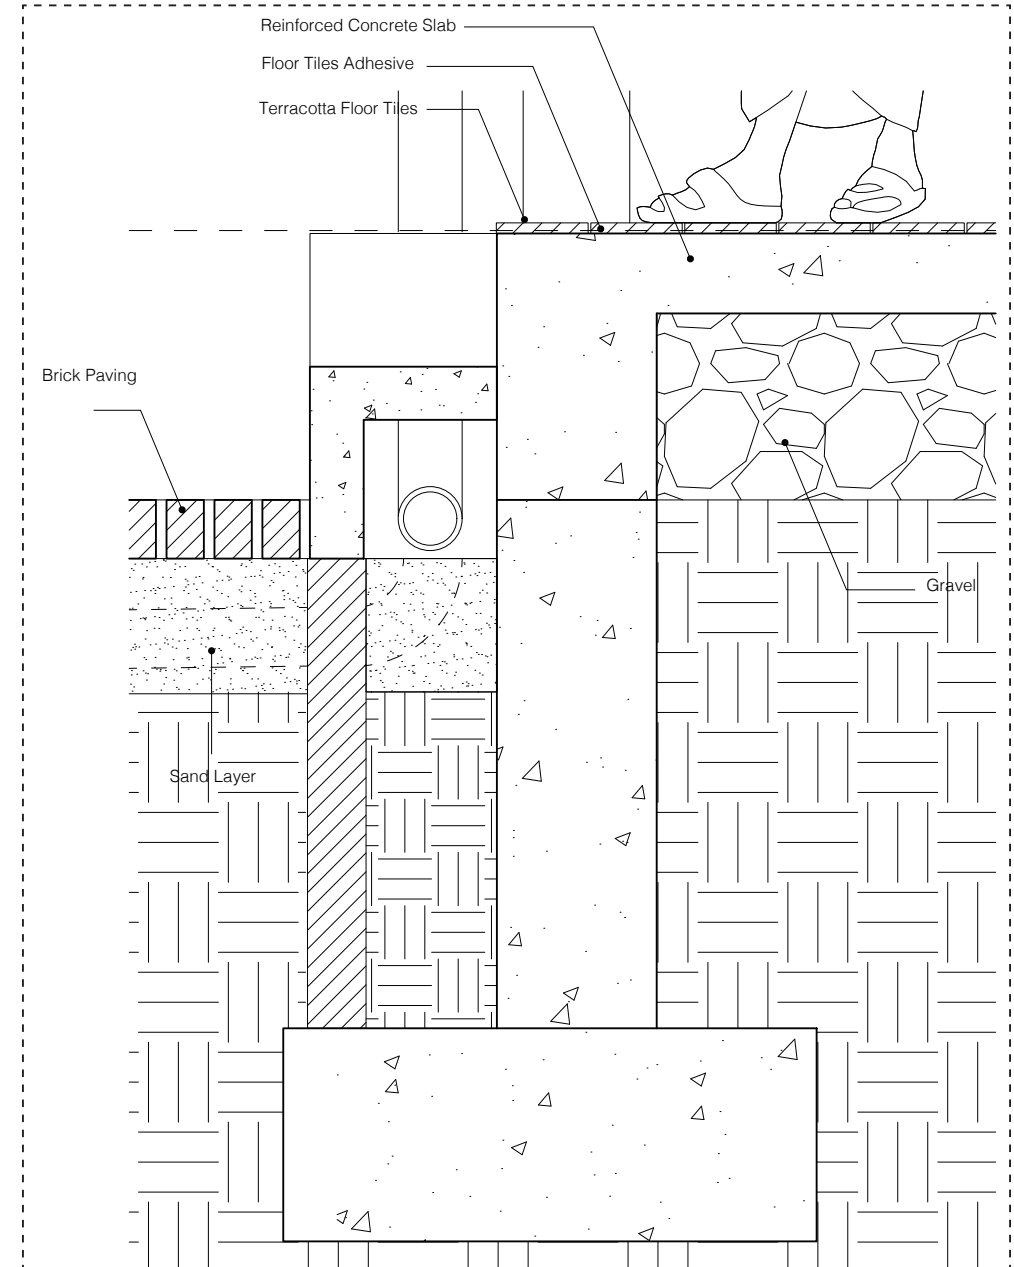 Reinforced Concrete Slab
Floor Tiles Adhesive
Terracotta Floor Tiles
Brick Paving
Gravel
Sand Layer